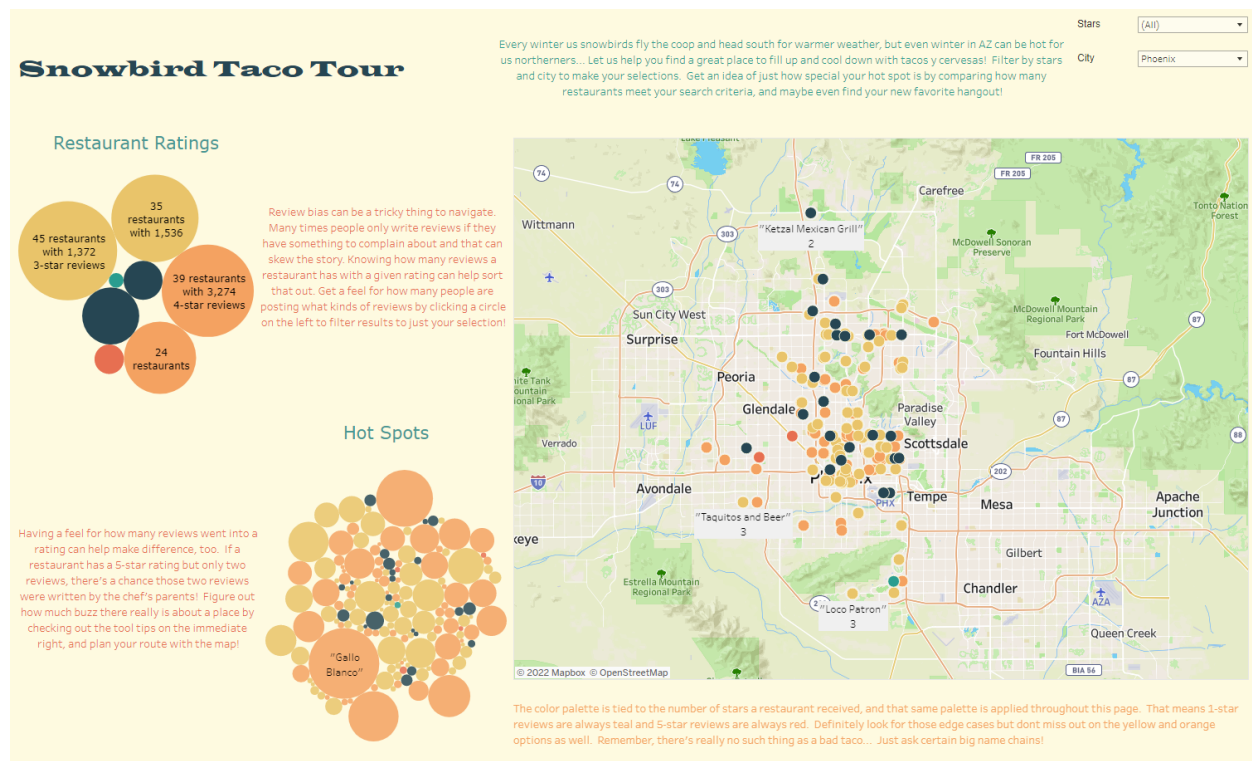 Snowbird Taco Tour
Every winter us snowbirds fly the coop and head south for warmer weather, but even winter in AZ can be hot for
us northerners... Let us help you find a great place to fill up and cool down with tacos y cervesas!  Filter by stars
and city to make your selections.  Get an idea of just how special your hot spot is by comparing how many
restaurants meet your search criteria, and maybe even find your new favorite hangout!
Stars
(All)
City
Phoenix
Restaurant Ratings
35
restaurants
with 1,536
45 restaurants
with 1,372
3-star reviews
39 restaurants
with 3,274
4-star reviews
24
restaurants
Review bias can be a tricky thing to navigate.
Many times people only write reviews if they
have something to complain about and that can
skew the story. Knowing how many reviews a
restaurant has with a given rating can help sort
that out. Get a feel for how many people are
posting what kinds of reviews by clicking a circle
on the left to filter results to just your selection!
Hot Spots
Having a feel for how many reviews went into a
rating can help make difference, too.  If a
restaurant has a 5-star rating but only two
reviews, there's a chance those two reviews
were written by the chef's parents!  Figure out
how much buzz there really is about a place by
checking out the tool tips on the immediate
right, and plan your route with the map!
"Gallo
Blanco"
FR 205
74
FR 205
74
Carefree
Tonto Nation
Forest
Wittmann
303
"Ketzal Mexican Grill"
2
McDowell Sonoran
Preserve
303
McDowell Mountain
Regional Park
Sun City West
87
Surprise
Fort McDowell
Fountain Hills
Peoria
87
Glendale
Paradise
Valley
LUF
87
Verrado
Scottsdale
88
202
10
Avondale
PHX
Tempe
Mesa
Apache
Junction
"Taquitos and Beer"
3
keye
Gilbert
Estrella Mountain
Regional Park
Chandler
"Loco Patron"
3
AZA
Queen Creek
BIA 56
© 2022 Mapbox © OpenStreetMap
The color palette is tied to the number of stars a restaurant received, and that same palette is applied throughout this page.  That means 1-star
reviews are always teal and 5-star reviews are always red.  Definitely look for those edge cases but dont miss out on the yellow and orange
options as well.  Remember, there's really no such thing as a bad taco...  Just ask certain big name chains!